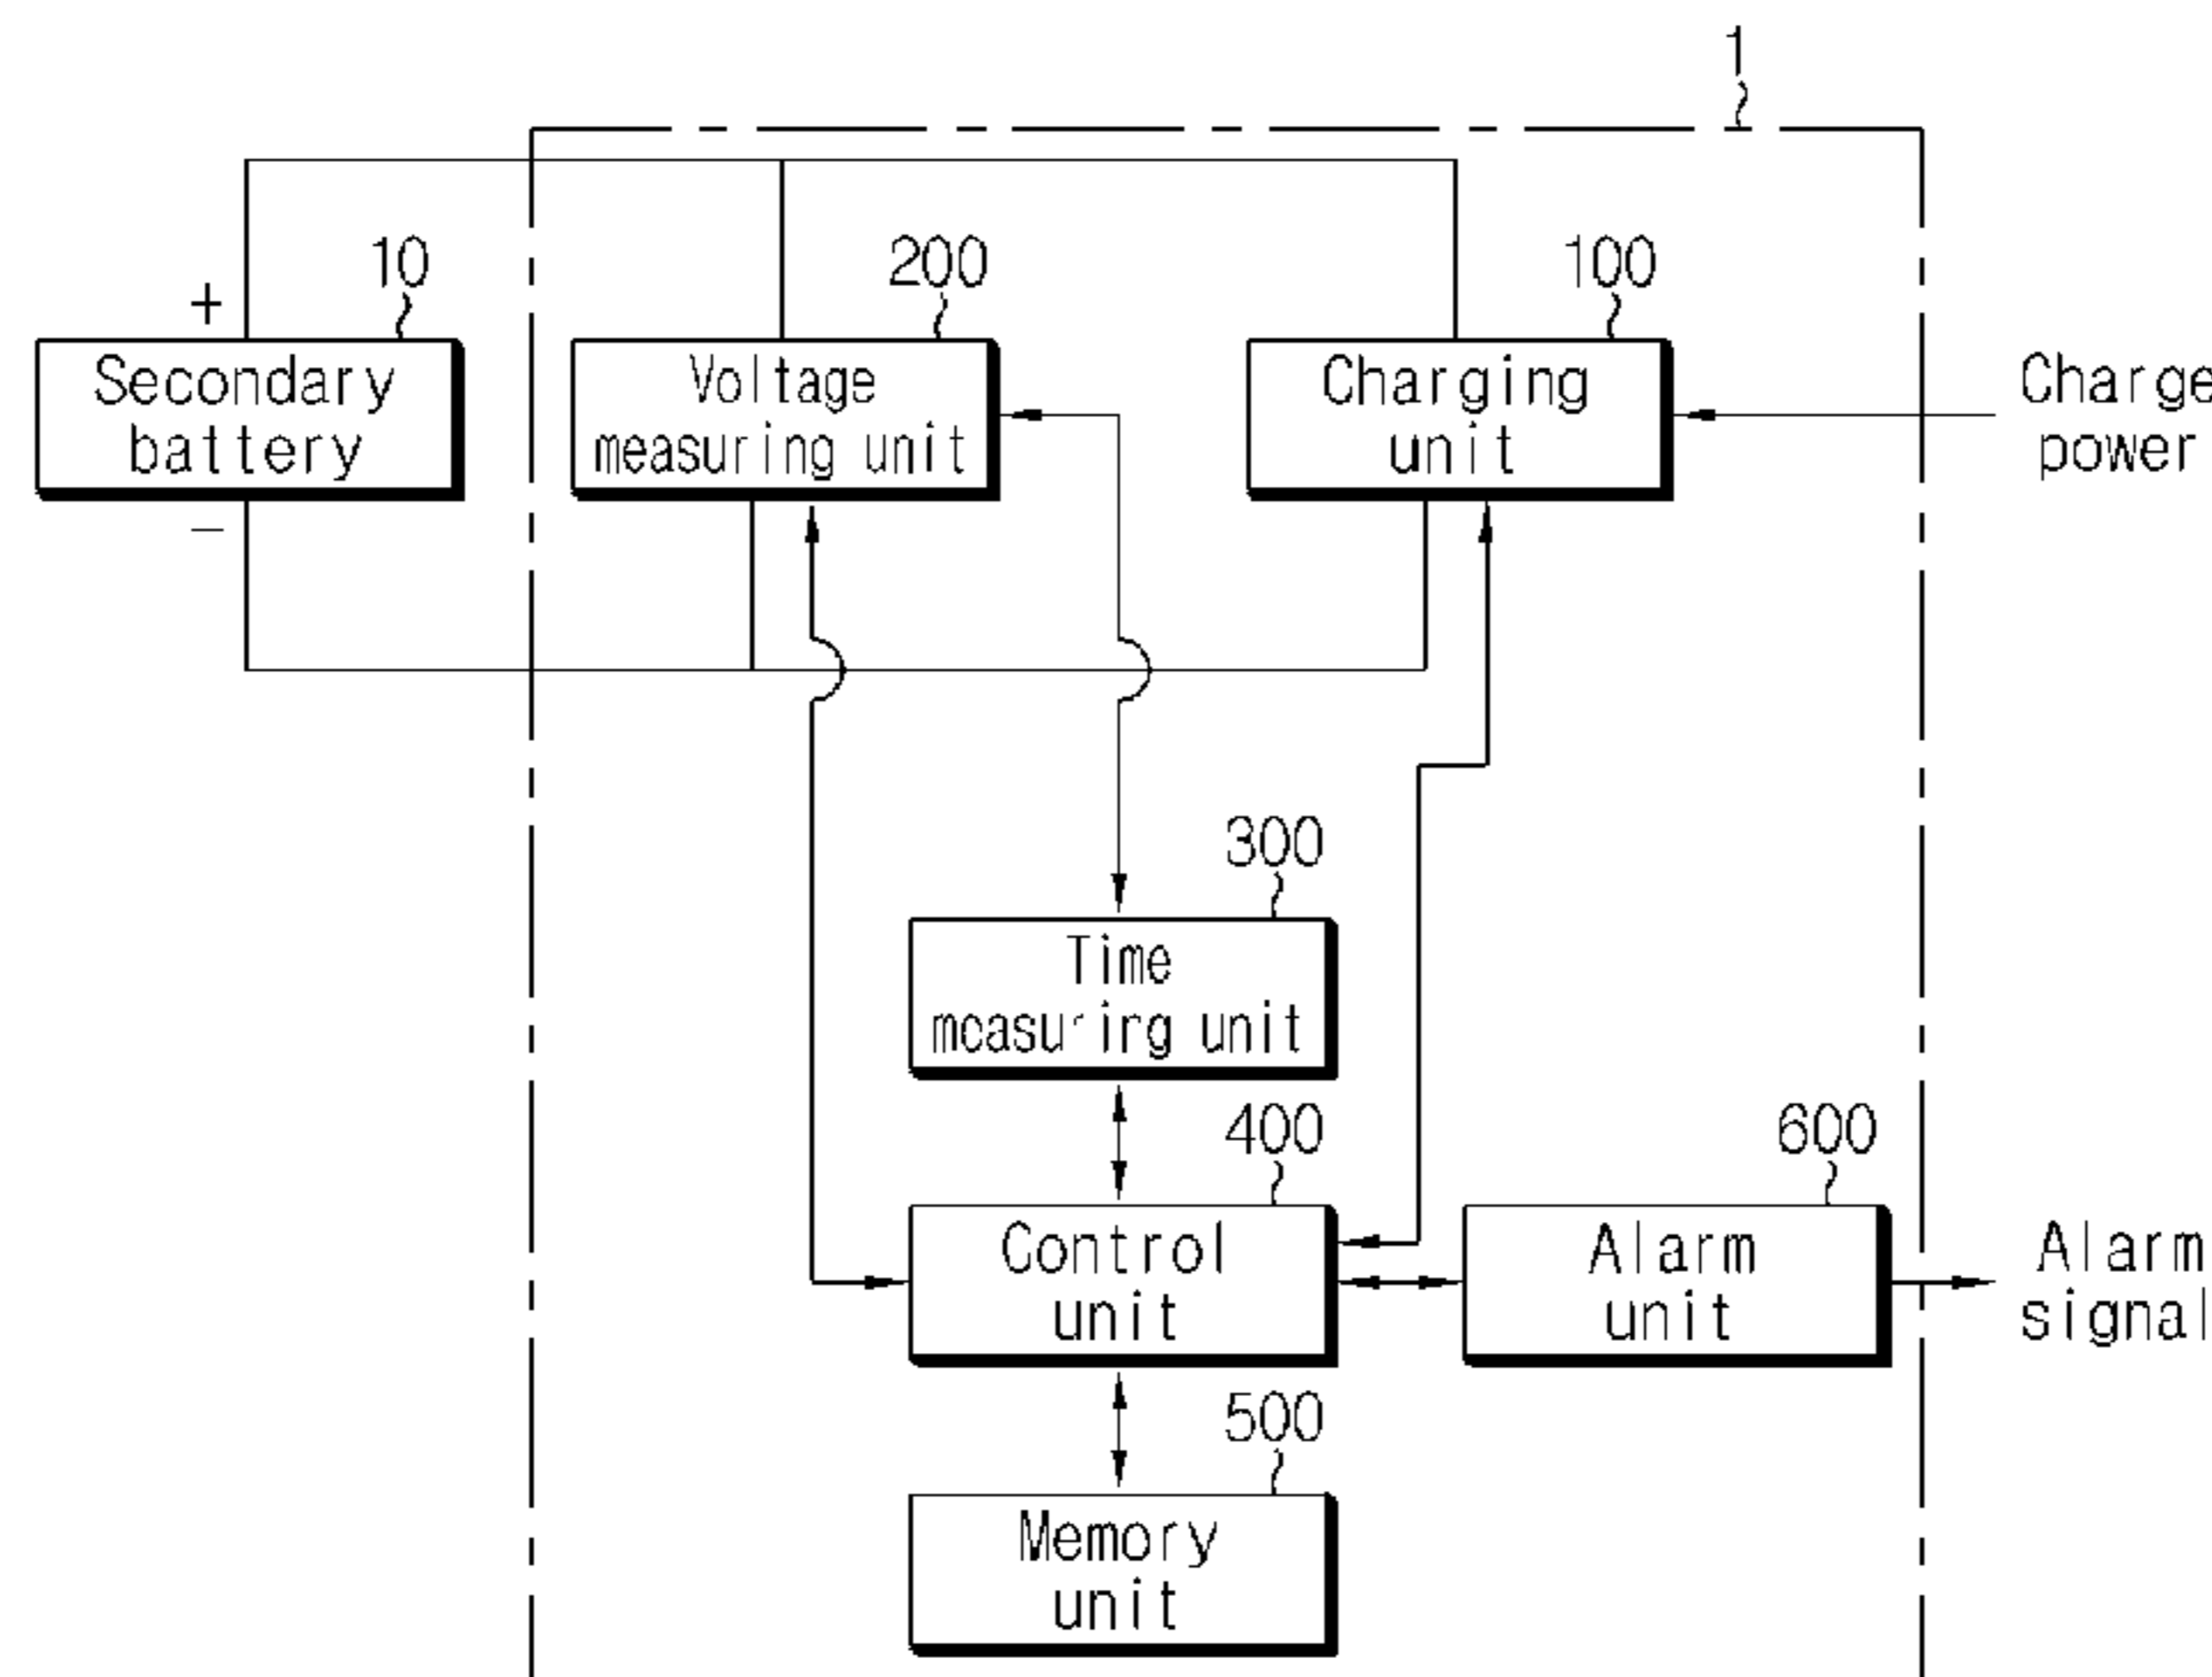 1
10
200
100
+
Secondary
battery
Voltage
measuring unit
Charging
unit
Charge
power
−
300
Time
measuring unit
400
600
Control
unit
Alarm
unit
Alarm
signal
500
Memory
unit